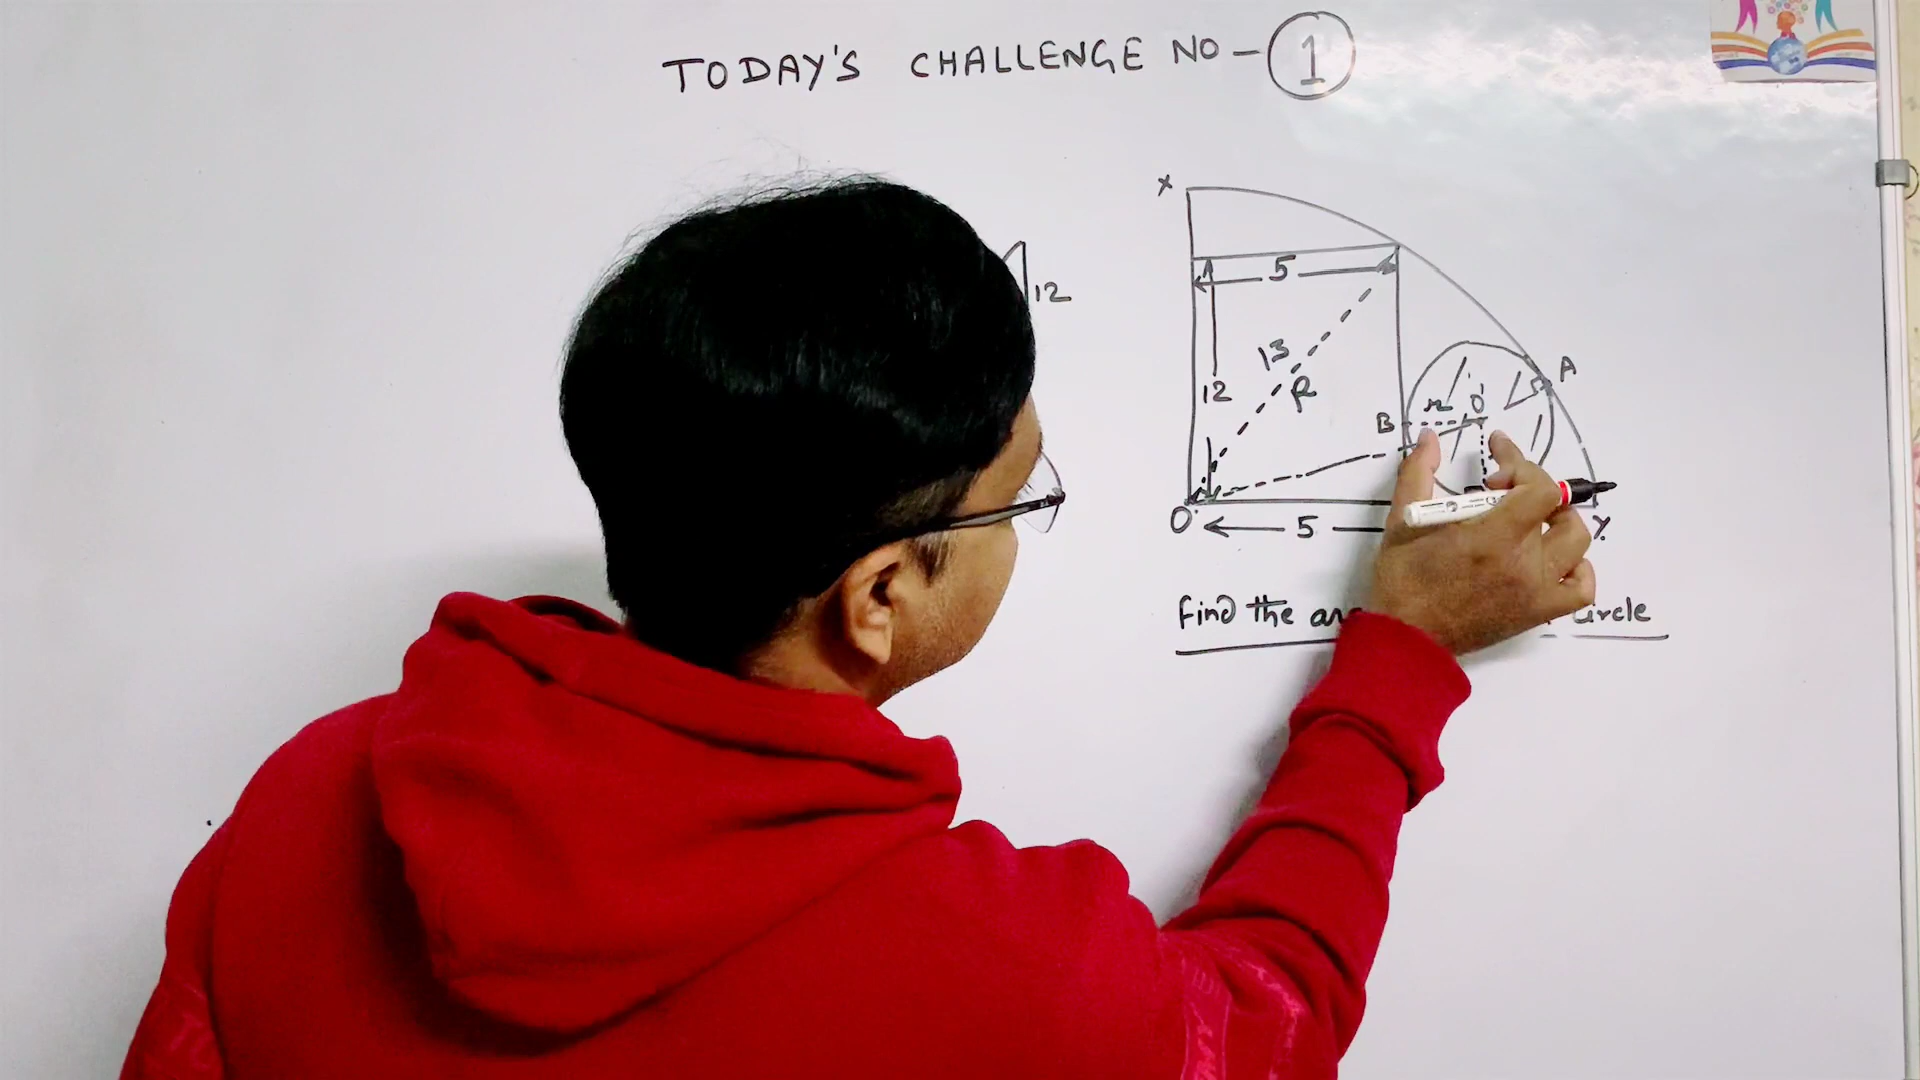 TODAY'S CHALLENGE NO - 1
X
12
5
13
R
12
A
r O'
B
O
5
Y
find the circle